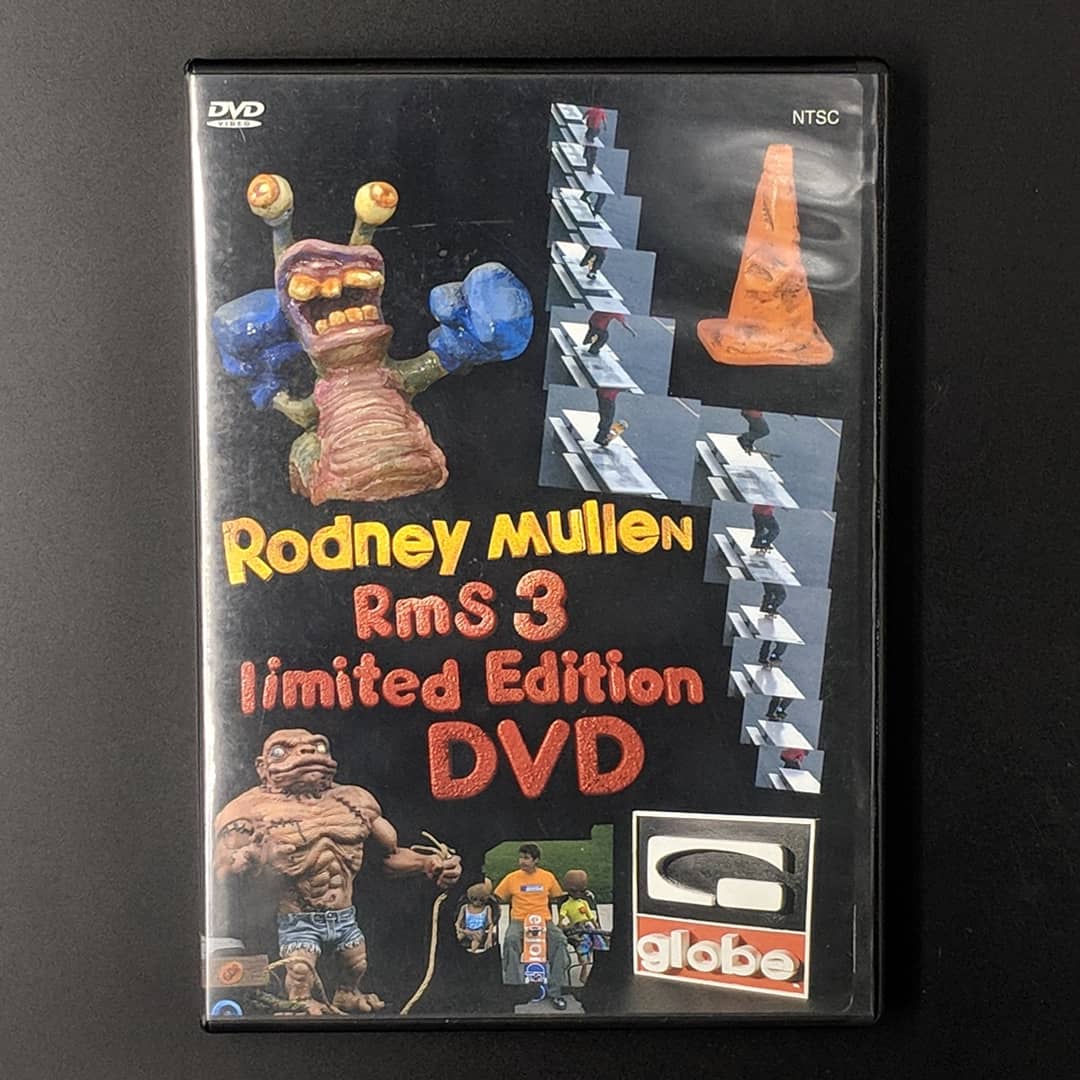 DVD
VIDEO
NTSC
Rodney Mullen
RmS 3
limited Edition
DVD
globe